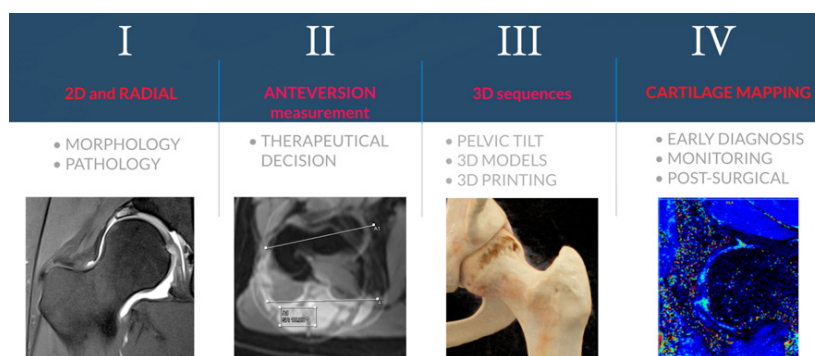 I
II
III
IV
2D and RADIAL
ANTEVERSION
measurement
3D sequences
CARTILAGE MAPPING
• MORPHOLOGY
• PATHOLOGY
• THERAPEUTICAL
DECISION
• PELVIC TILT
• 3D MODELS
• 3D PRINTING
• EARLY DIAGNOSIS
• MONITORING
• POST-SURGICAL